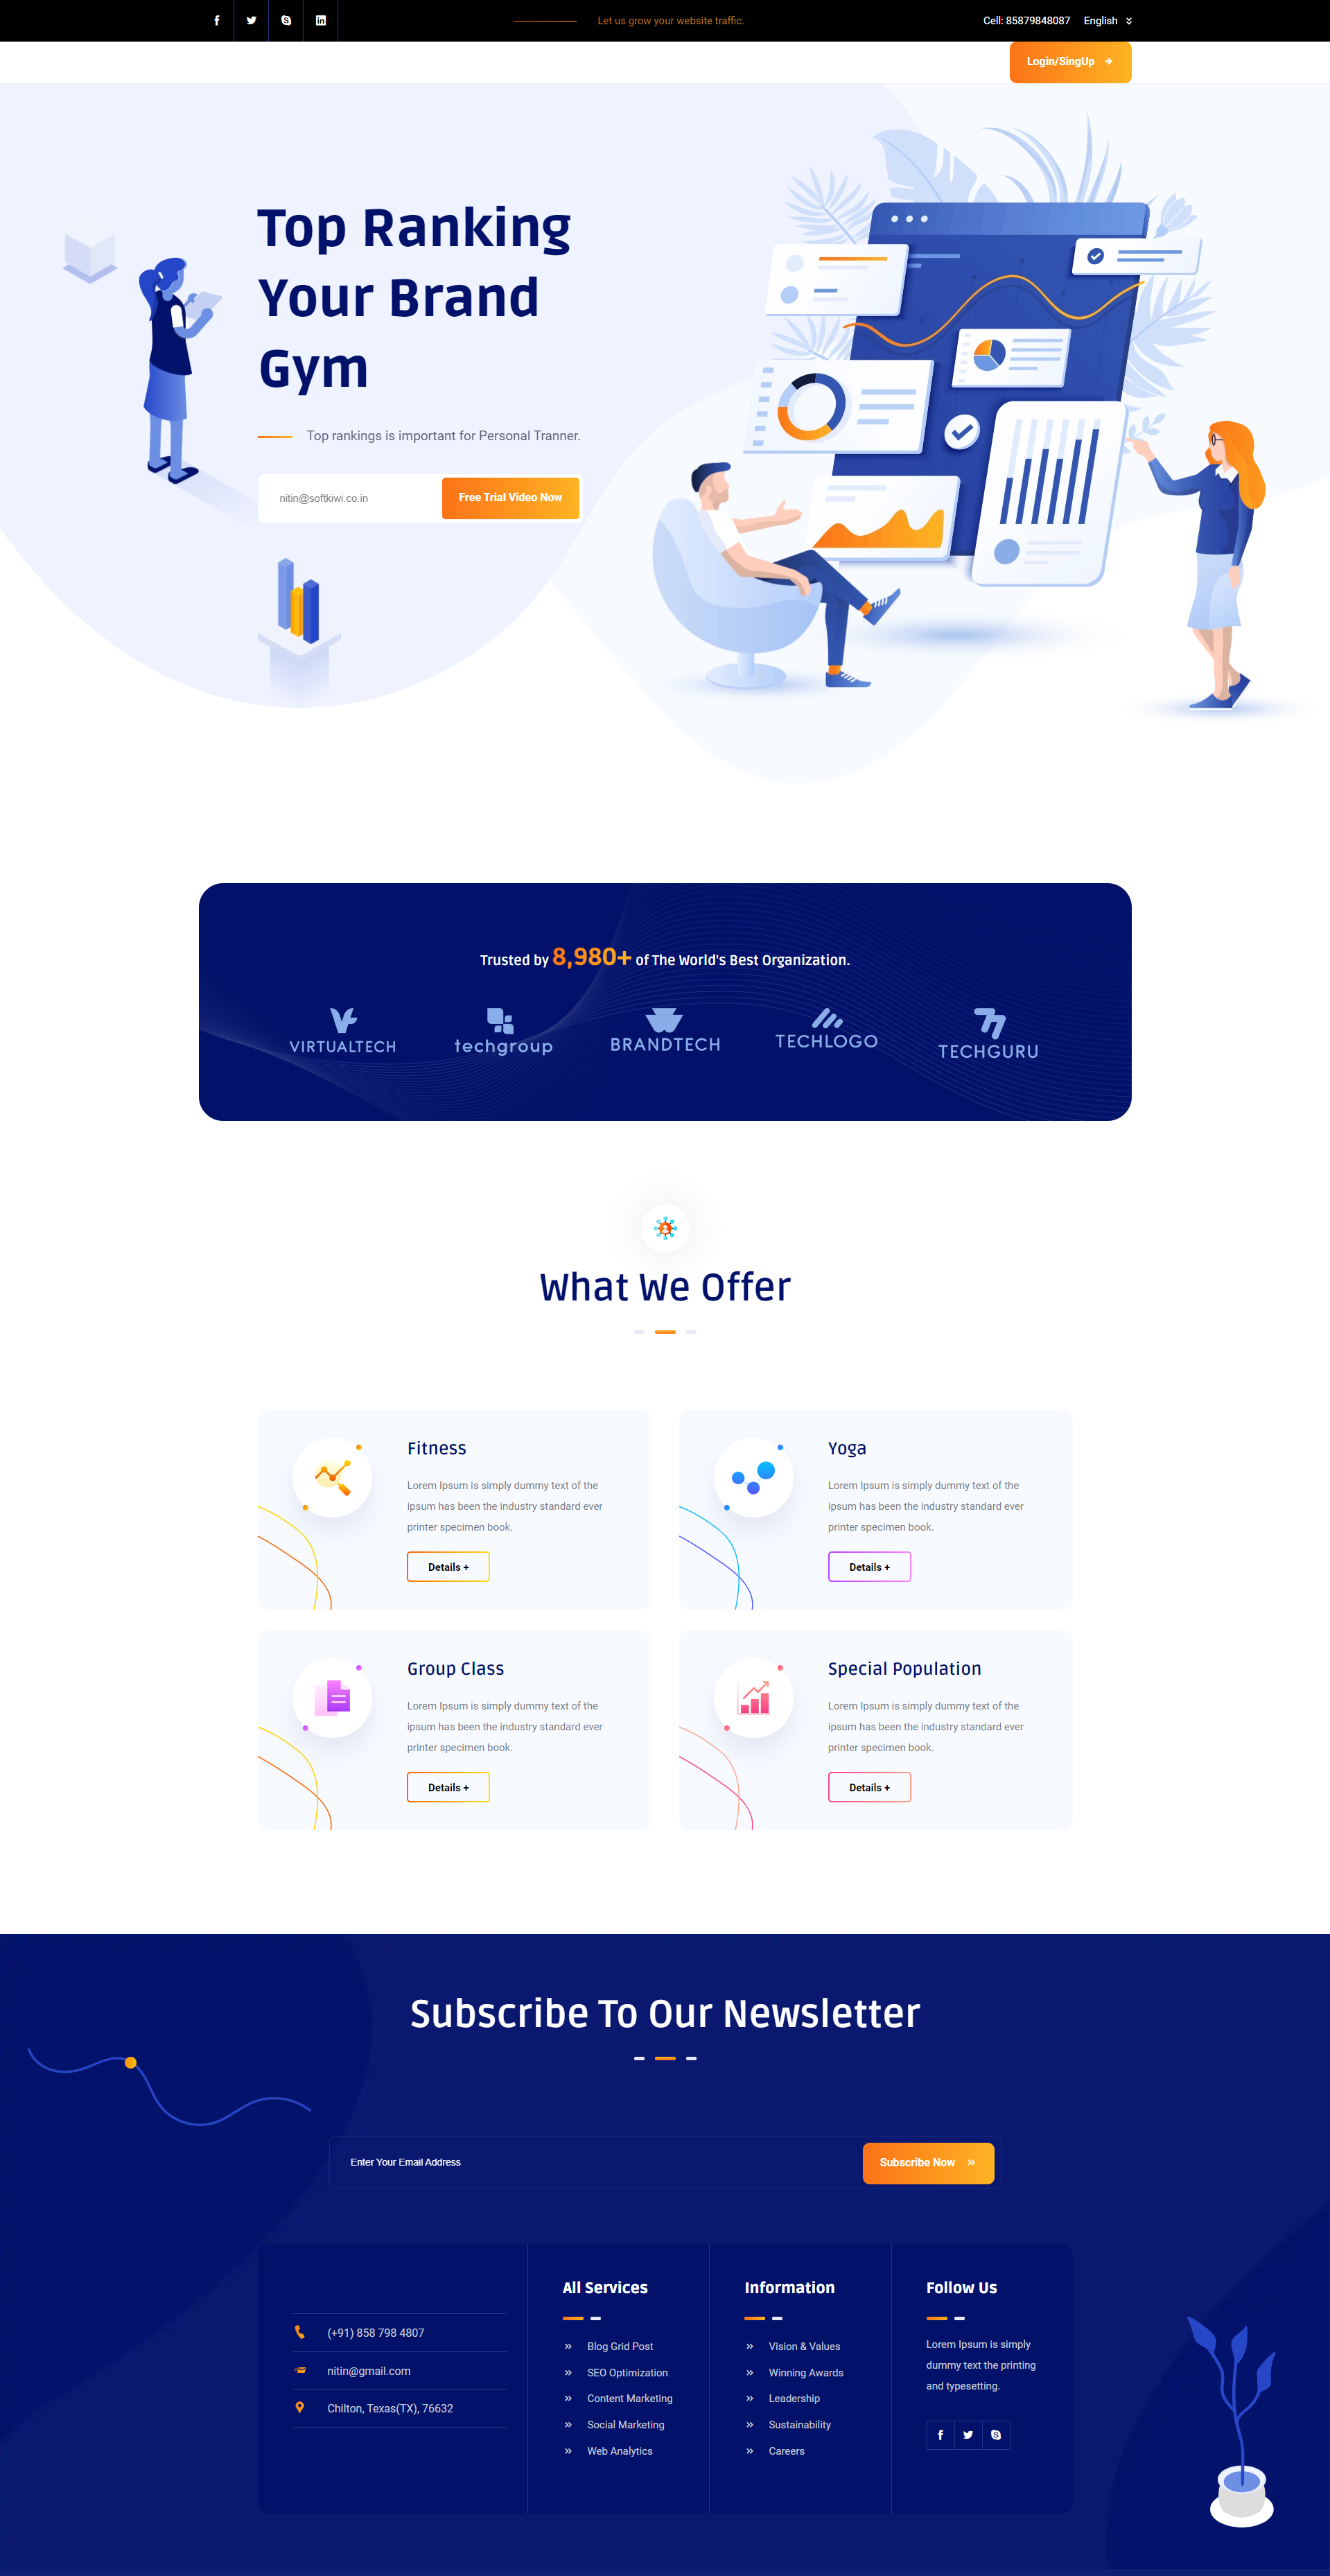 Let us grow your website traffic.
Cell: 85879848087 English
Login/SingUp
Top Ranking
Your Brand
Gym
Top rankings is important for Personal Tranner.
nitin@softkiwi.co.in
Free Trial Video Now
Trusted by 8,980+ of The World's Best Organization.
VIRTUALTECH
techgroup
BRANDTECH
TECHLOGO
TECHGURU
What We Offer
Fitness
Lorem Ipsum is simply dummy text of the
ipsum has been the industry standard ever
printer specimen book.
Details +
Yoga
Lorem Ipsum is simply dummy text of the
ipsum has been the industry standard ever
printer specimen book.
Details +
Group Class
Lorem Ipsum is simply dummy text of the
ipsum has been the industry standard ever
printer specimen book.
Details +
Special Population
Lorem Ipsum is simply dummy text of the
ipsum has been the industry standard ever
printer specimen book.
Details +
Subscribe To Our Newsletter
Enter Your Email Address
Subscribe Now
(+91) 858 798 4807
nitin@gmail.com
Chilton, Texas(TX), 76632
All Services
Blog Grid Post
SEO Optimization
Content Marketing
Social Marketing
Web Analytics
Information
Vision & Values
Winning Awards
Leadership
Sustainability
Careers
Follow Us
Lorem Ipsum is simply
dummy text the printing
and typesetting.